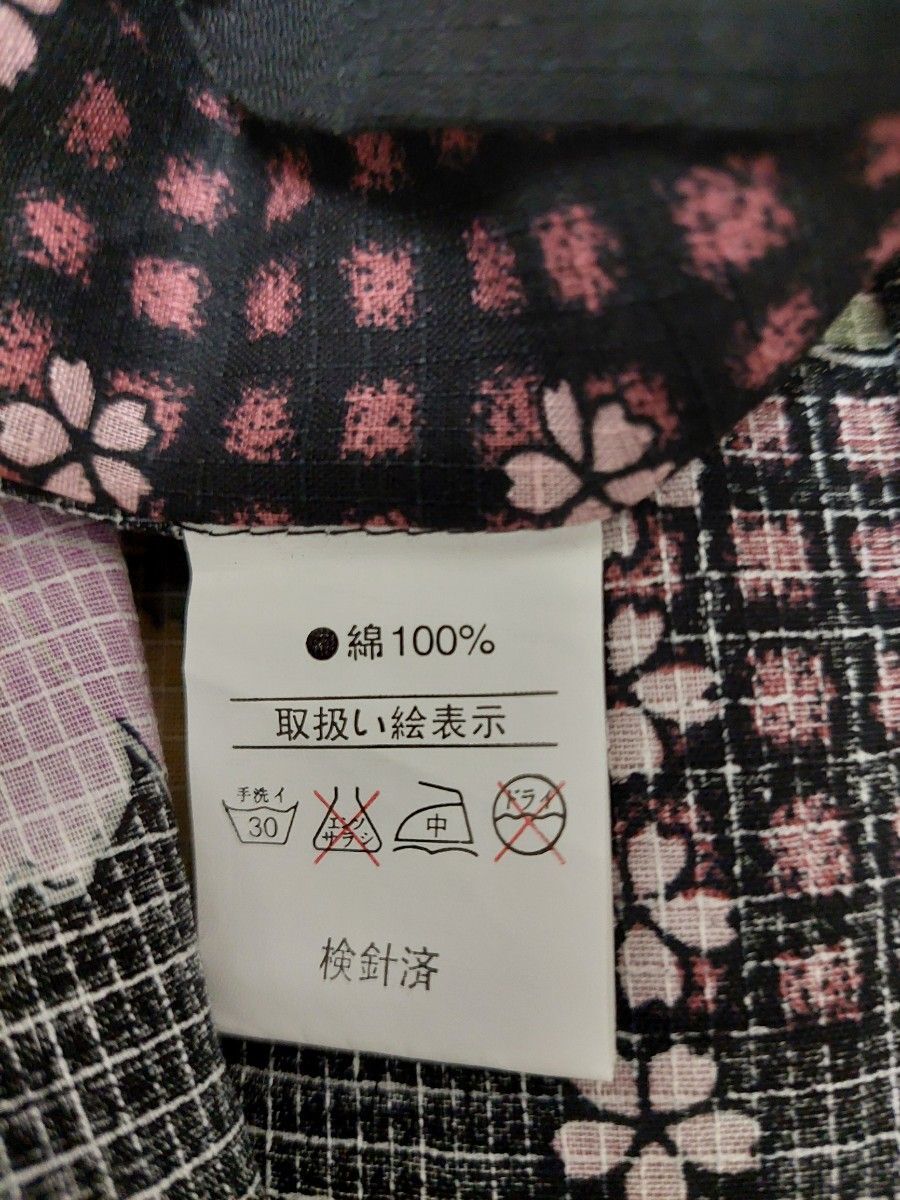 ●綿100%
取扱い絵表示
手洗イ
30
エンソ
サラシ
中
ドライ
検針済